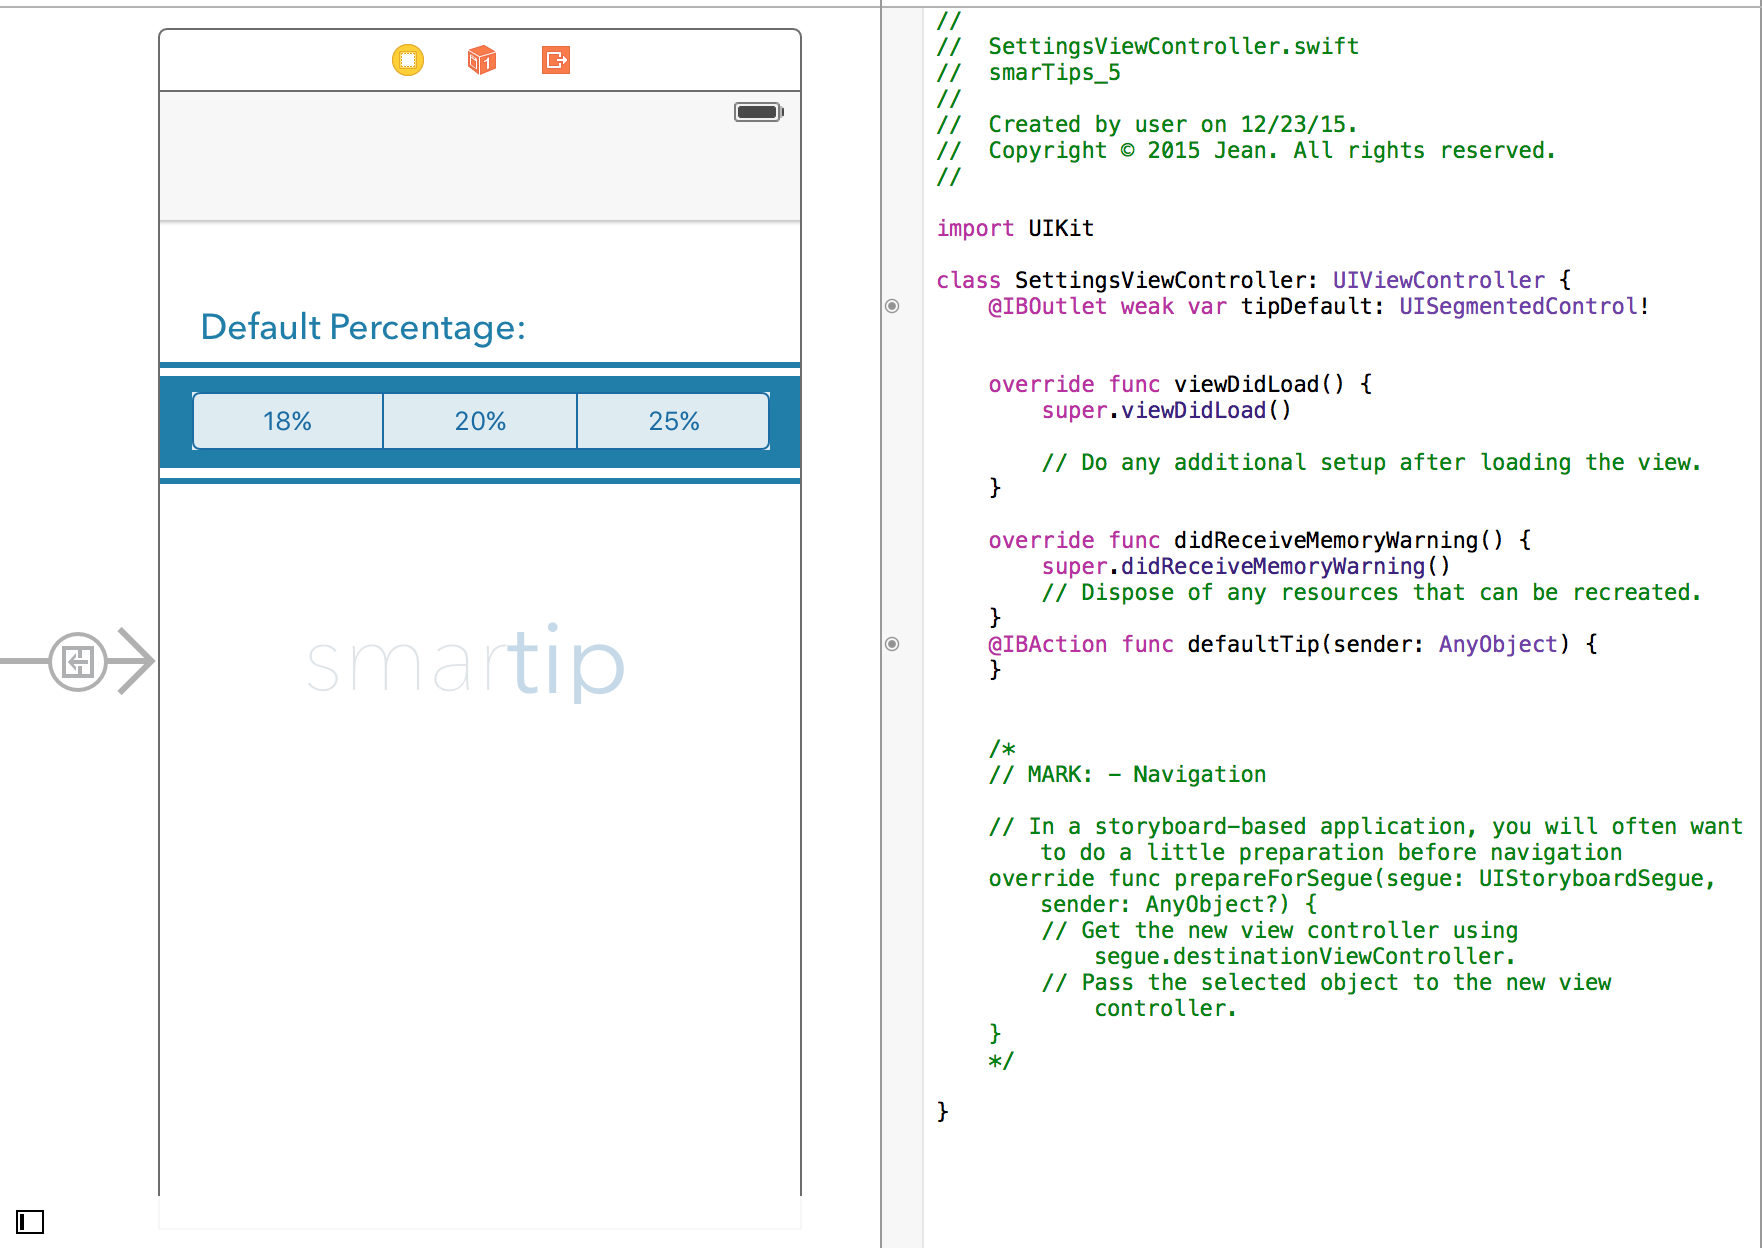 Default Percentage:
18% 20% 25%
smartip
//
// SettingsViewController.swift
// smarTips_5
//
// Created by user on 12/23/15.
// Copyright © 2015 Jean. All rights reserved.
//
import UIKit
class SettingsViewController: UIViewController {
@IBOutlet weak var tipDefault: UISegmentedControl!
override func viewDidLoad() {
super.viewDidLoad()
// Do any additional setup after loading the view.
}
override func didReceiveMemoryWarning() {
super.didReceiveMemoryWarning()
// Dispose of any resources that can be recreated.
}
@IBAction func defaultTip(sender: AnyObject) {
}
/*
// MARK: - Navigation
// In a storyboard-based application, you will often want
to do a little preparation before navigation
override func prepareForSegue(segue: UIStoryboardSegue,
sender: AnyObject?) {
// Get the new view controller using
segue.destinationViewController.
// Pass the selected object to the new view
controller.
}
*/
}